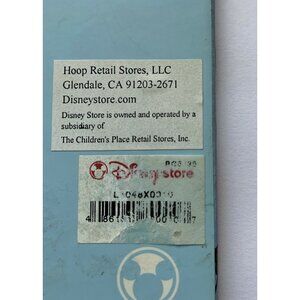 Hoop Retail Stores, LLC
Glendale, CA 91203-2671
Disneystore.com
Disney Store is owned and operated by a
subsidiary of
The Children's Place Retail Stores, Inc.
Disney store